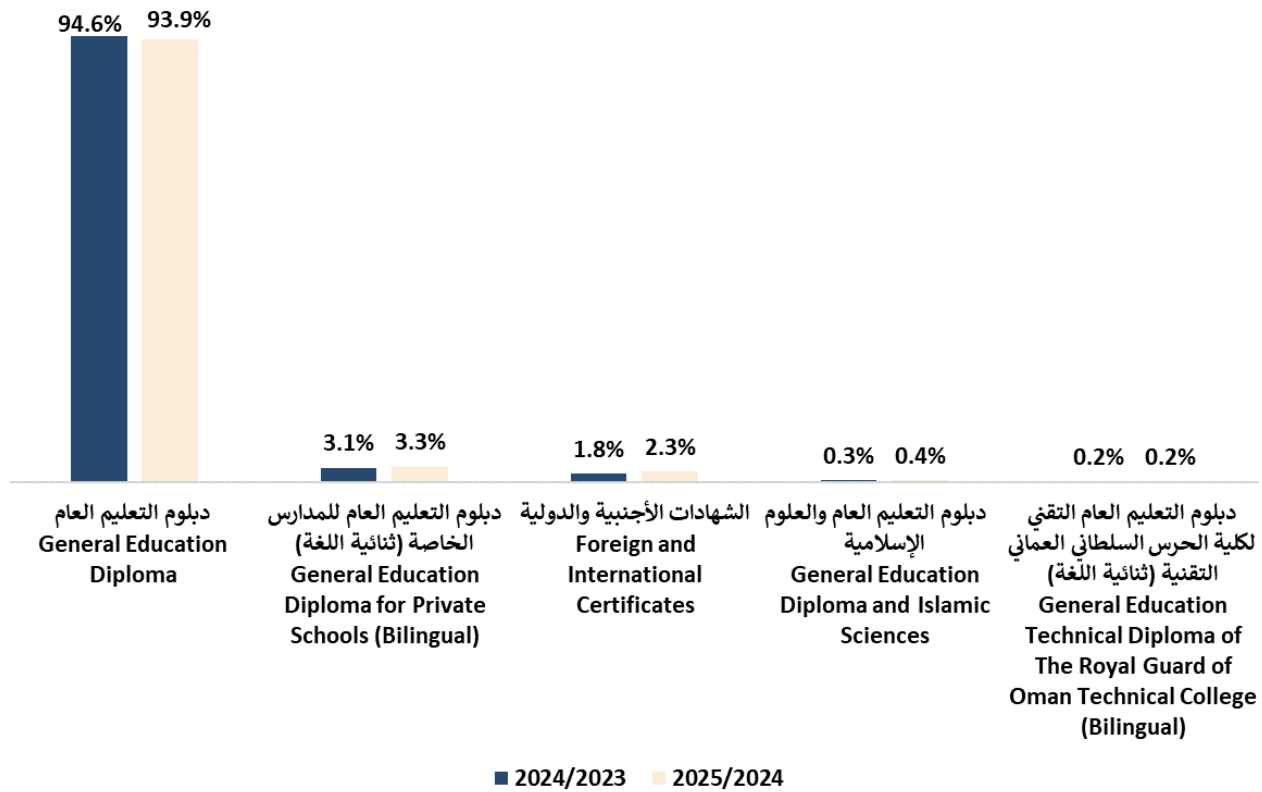 94.6% 93.9%
3.1% 3.3%
1.8% 2.3%
0.3% 0.4%
0.2% 0.2%
دبلوم التعليم العام
General Education
Diploma
دبلوم التعليم العام للمدارس
الخاصة (ثنائية اللغة)
General Education
Diploma for Private
Schools (Bilingual)
الشهادات الأجنبية والدولية
Foreign and
International
Certificates
دبلوم التعليم العام والعلوم
الإسلامية
General Education
Diploma and Islamic
Sciences
دبلوم التعليم العام التقني
لكلية الحرس السلطاني العماني
التقنية (ثنائية اللغة)
General Education
Technical Diploma of
The Royal Guard of
Oman Technical College
(Bilingual)
2024/2023 2025/2024